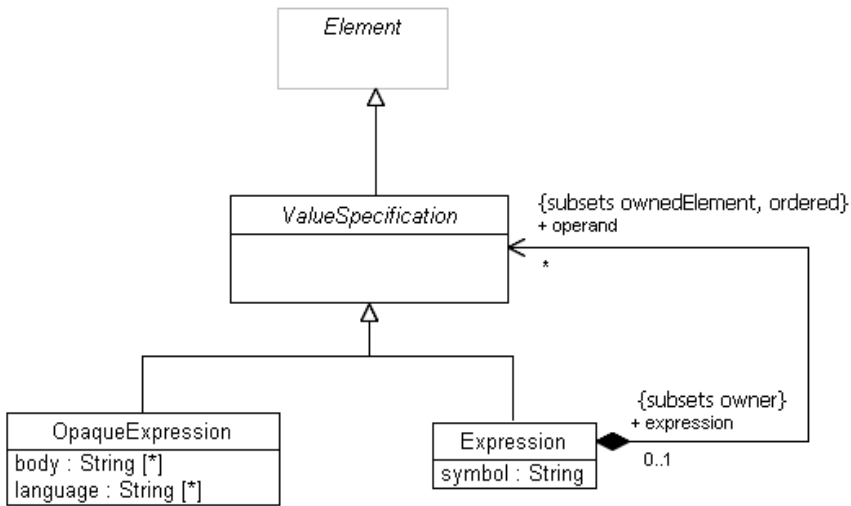 Element
ValueSpecification
{subsets ownedElement, ordered}
+ operand
*
OpaqueExpression
body : String [*]
language : String [*]
Expression
symbol : String
{subsets owner}
+ expression
0..1